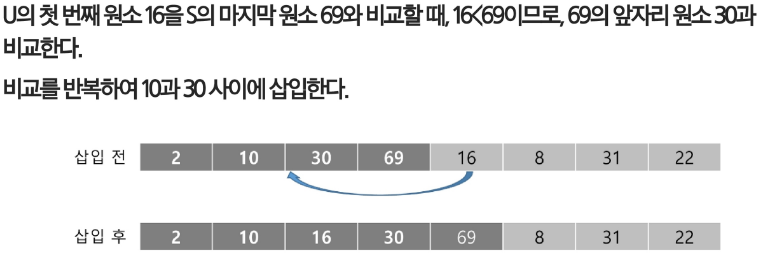 U의 첫 번째 원소 16을 S의 마지막 원소 69와 비교할 때, 16<69이므로, 69의 앞자리 원소 30과
비교한다.
비교를 반복하여 10과 30 사이에 삽입한다.
삽입 전 2 10 30 69 16 8 31 22
삽입 후 2 10 16 30 69 8 31 22